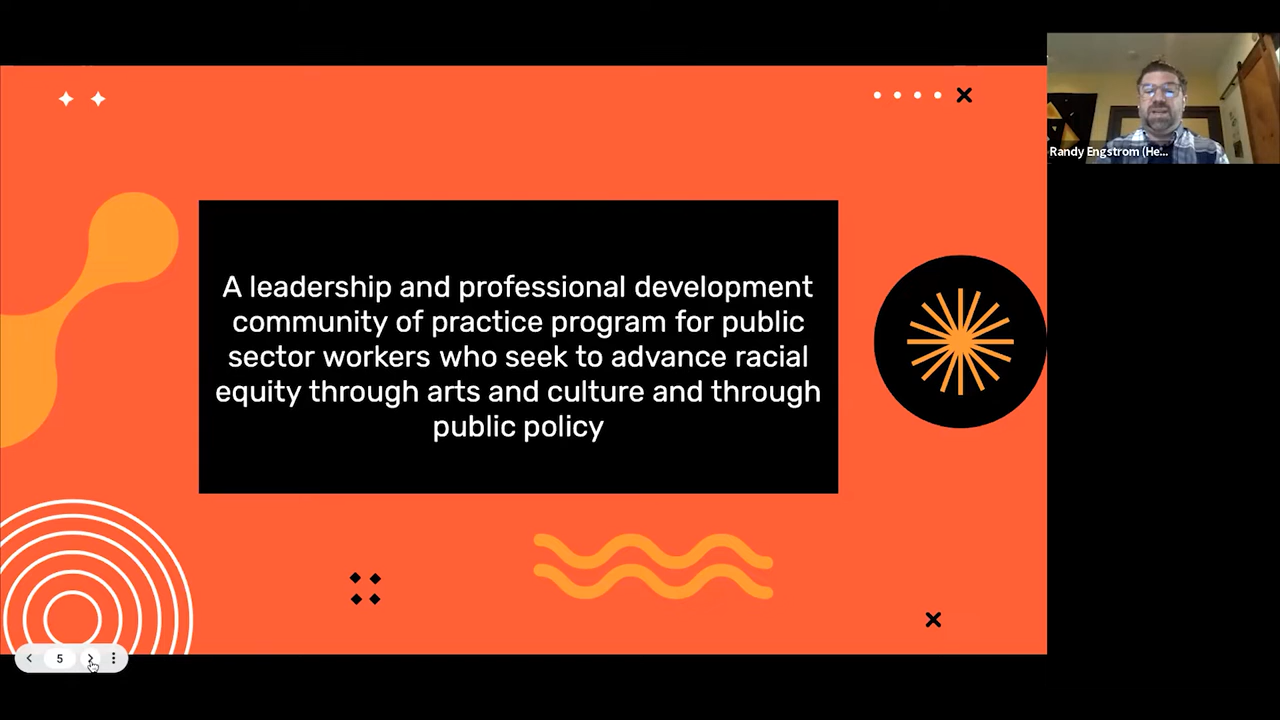 Randy Engstrom (He...
A leadership and professional development
community of practice program for public
sector workers who seek to advance racial
equity through arts and culture and through
public policy
5